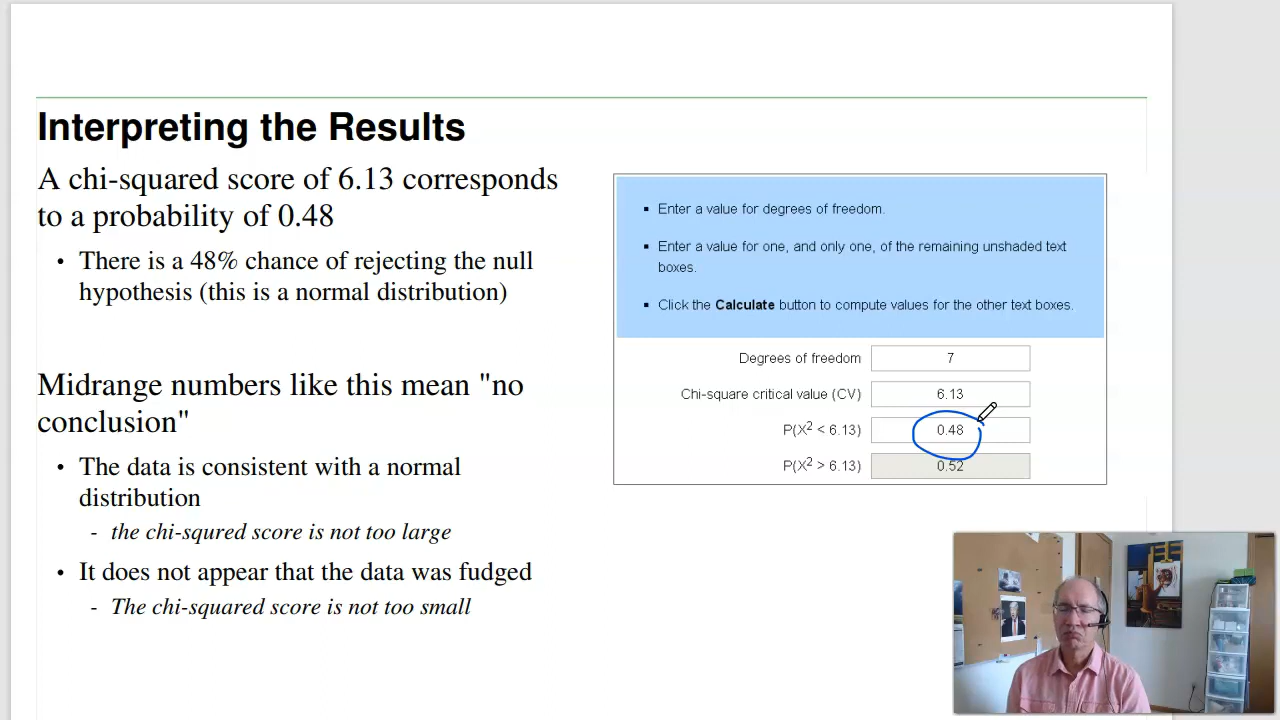 Interpreting the Results
A chi-squared score of 6.13 corresponds
to a probability of 0.48
• There is a 48% chance of rejecting the null
hypothesis (this is a normal distribution)
Midrange numbers like this mean "no
conclusion"
• The data is consistent with a normal
distribution
- the chi-squred score is not too large
• It does not appear that the data was fudged
- The chi-squared score is not too small
▪ Enter a value for degrees of freedom.
▪ Enter a value for one, and only one, of the remaining unshaded text
boxes.
▪ Click the Calculate button to compute values for the other text boxes.
Degrees of freedom 7
Chi-square critical value (CV) 6.13
P(X² < 6.13) 0.48
P(X² > 6.13) 0.52